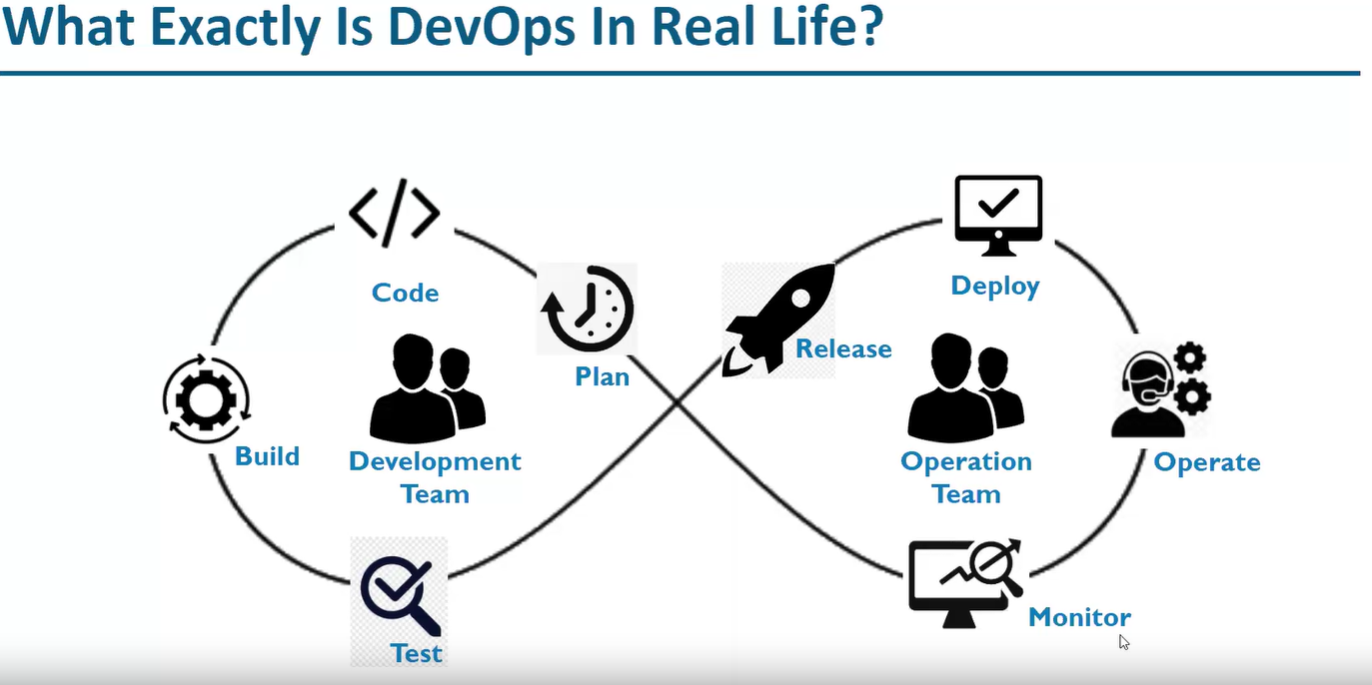 What Exactly Is DevOps In Real Life?
Code
Deploy
Plan
Release
Build
Development
Team
Operation
Team
Operate
Test
Monitor